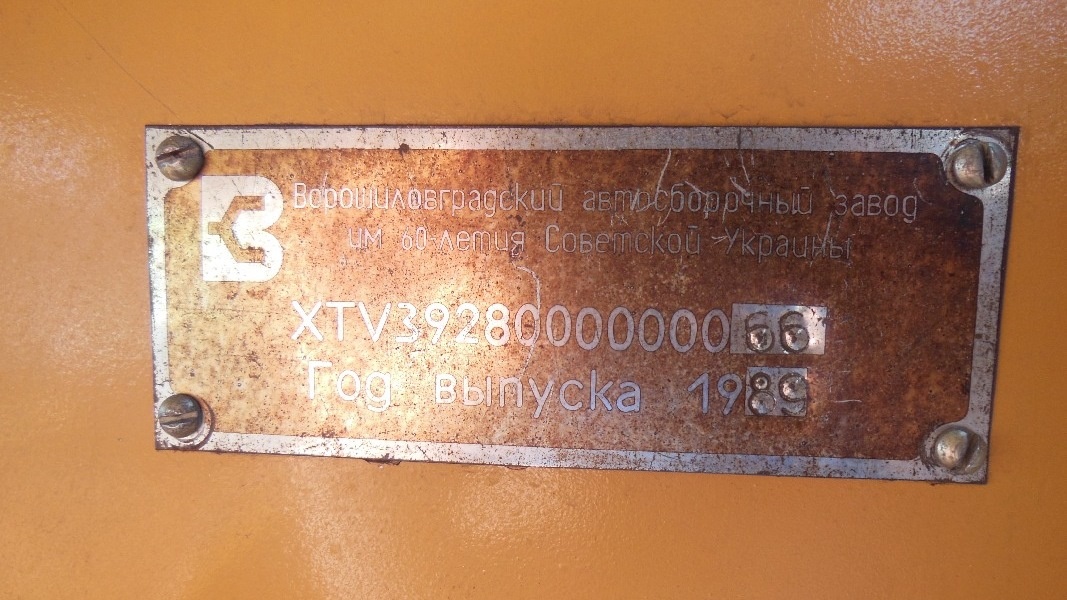 Ворошиловградский автосборочный завод
им 60-летия Советской Украины
XTV3928000000066
Год выпуска 1989